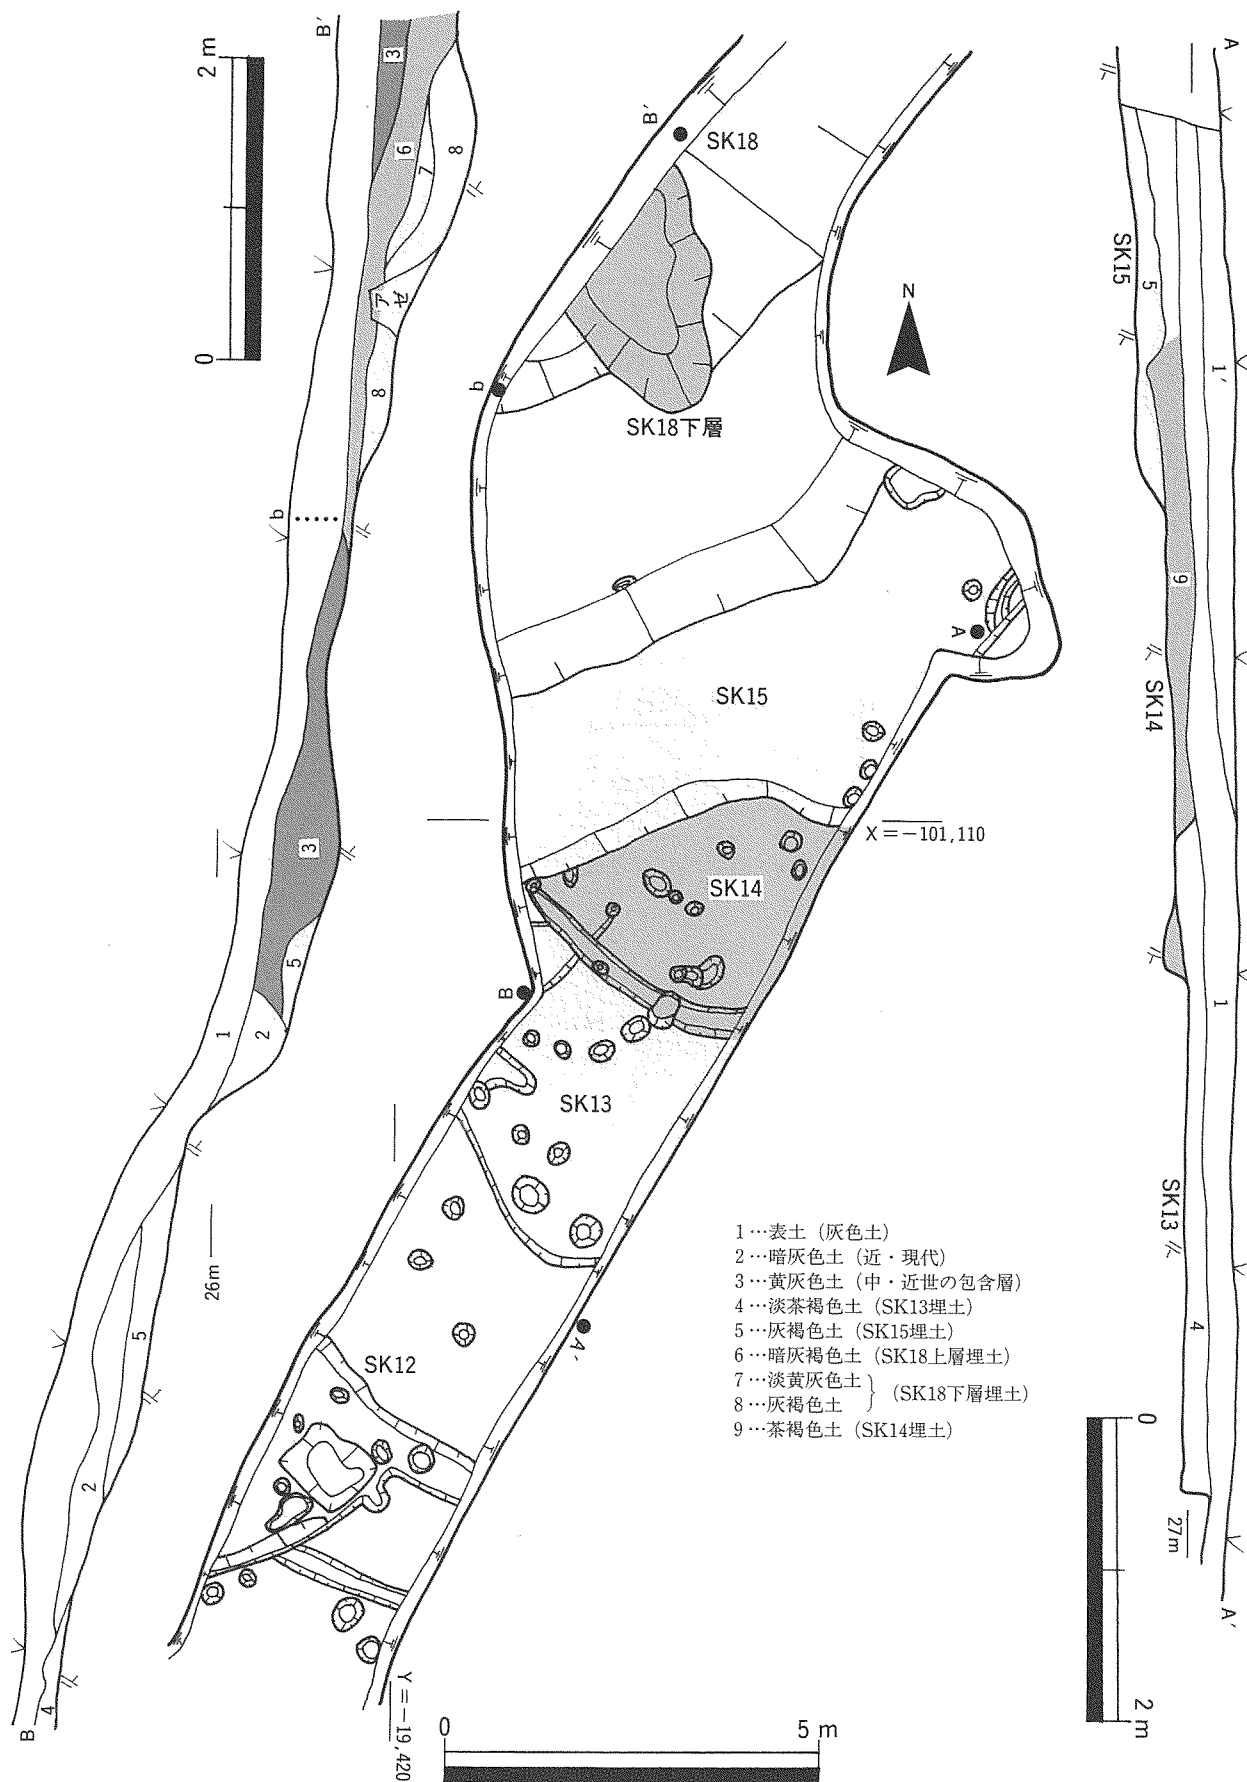 B′
3
6
7
8
アゼ
8
b
3
5
1
2
26m
5
2
4
B
2 m
0
B′
SK18
b
SK18下層
N
A
SK15
X=-101,110
SK14
B
SK13
A′
SK12
Y=-19,420
0
5 m
A
SK15
5
1′
9
SK14
1
SK13
4
27m
A′
0
2 m
1…表土(灰色土)
2…暗灰色土(近・現代)
3…黄灰色土(中・近世の包含層)
4…淡茶褐色土(SK13埋土)
5…灰褐色土(SK15埋土)
6…暗灰褐色土(SK18上層埋土)
7…淡黄灰色土
8…灰褐色土 } (SK18下層埋土)
9…茶褐色土(SK14埋土)